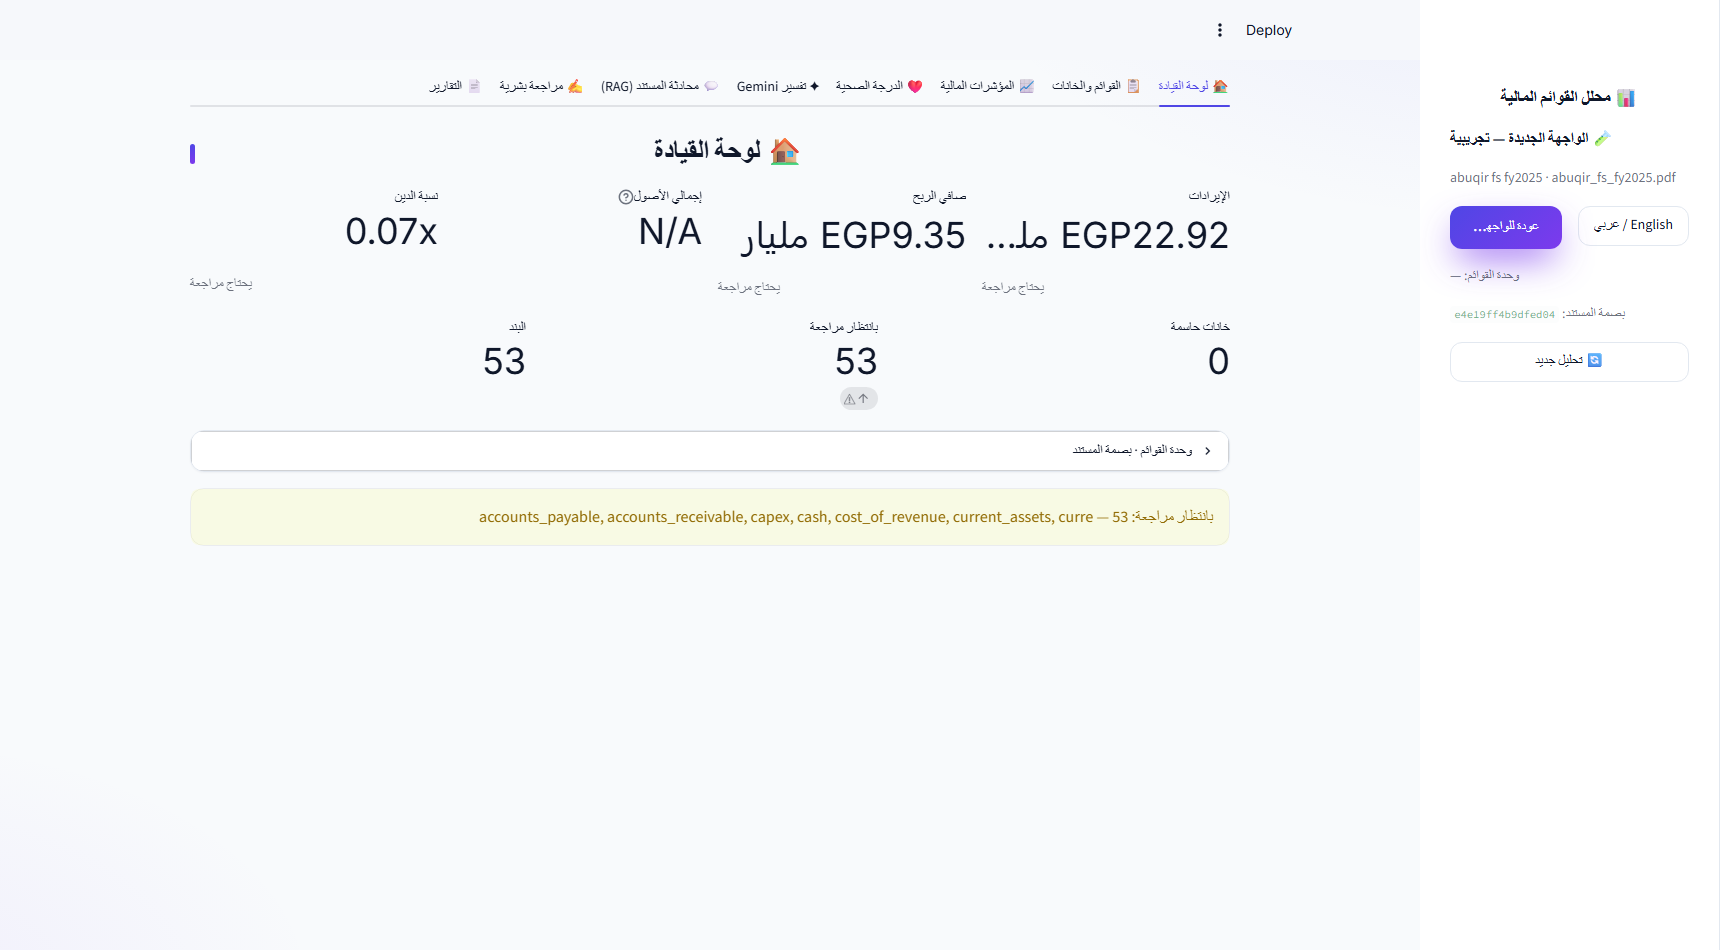 Deploy
📊 محلل القوائم المالية
🧪 الواجهة الجديدة — تجريبية
abuqir fs fy2025 · abuqir_fs_fy2025.pdf
عودة للواجه...
English / عربي
وحدة القوائم: —
بصمة المستند: e4e19ff4b9dfed04
🔄 تحليل جديد
🏠 لوحة القيادة
📋 القوائم والخانات
📈 المؤشرات المالية
❤️ الدرجة الصحية
✦ تفسير Gemini
💬 محادثة المستند (RAG)
✍️ مراجعة بشرية
📄 التقارير
🏠 لوحة القيادة
الإيرادات
EGP22.92 ملـ...
يحتاج مراجعة
صافي الربح
EGP9.35 مليار
يحتاج مراجعة
إجمالي الأصول
N/A
نسبة الدين
0.07x
يحتاج مراجعة
خانات حاسمة
0
بانتظار مراجعة
53
↑ ⚠
البند
53
وحدة القوائم · بصمة المستند
بانتظار مراجعة: 53 — accounts_payable, accounts_receivable, capex, cash, cost_of_revenue, current_assets, curre